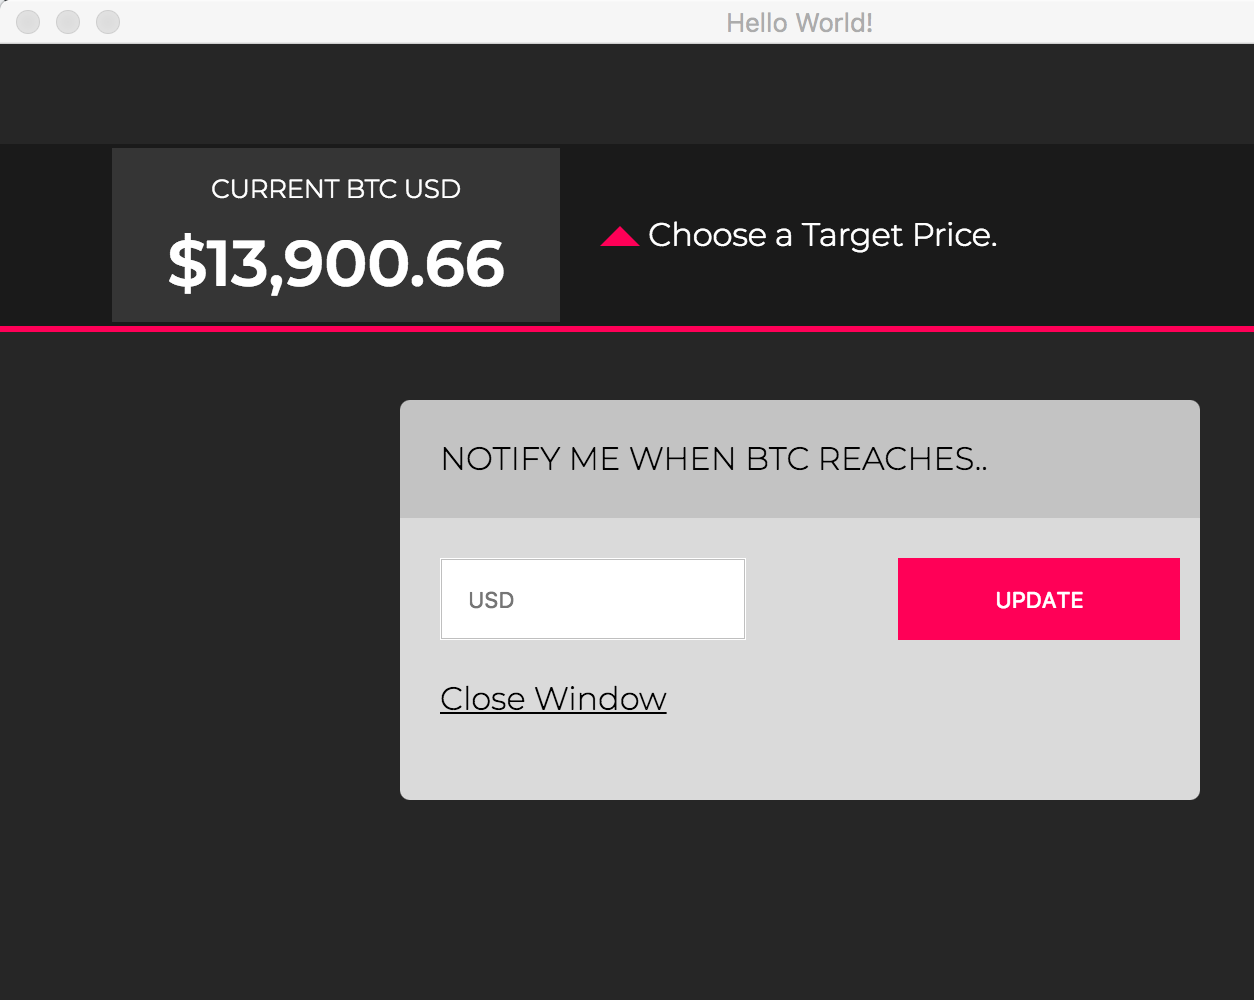 Hello World!
CURRENT BTC USD
$13,900.66
Choose a Target Price.
NOTIFY ME WHEN BTC REACHES..
USD
UPDATE
Close Window